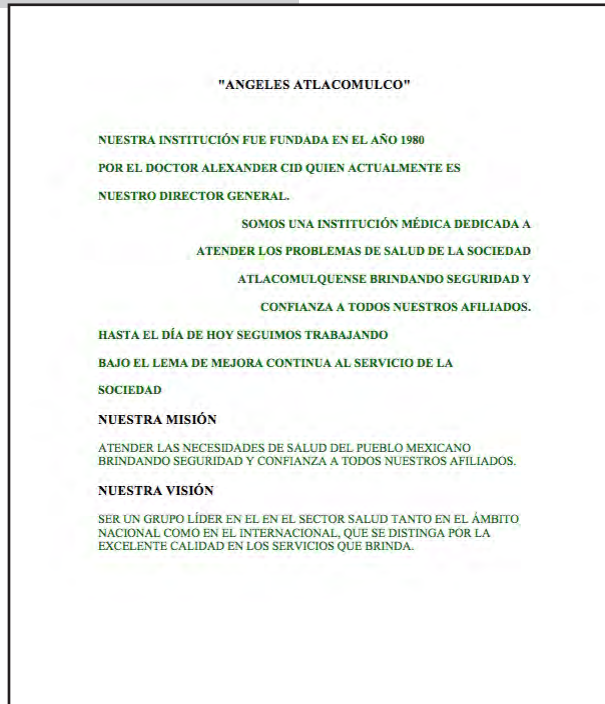 "ANGELES ATLACOMULCO"
NUESTRA INSTITUCIÓN FUE FUNDADA EN EL AÑO 1980
POR EL DOCTOR ALEXANDER CID QUIEN ACTUALMENTE ES
NUESTRO DIRECTOR GENERAL.
SOMOS UNA INSTITUCIÓN MÉDICA DEDICADA A
ATENDER LOS PROBLEMAS DE SALUD DE LA SOCIEDAD
ATLACOMULQUENSE BRINDANDO SEGURIDAD Y
CONFIANZA A TODOS NUESTROS AFILIADOS.
HASTA EL DÍA DE HOY SEGUIMOS TRABAJANDO
BAJO EL LEMA DE MEJORA CONTINUA AL SERVICIO DE LA
SOCIEDAD
NUESTRA MISIÓN
ATENDER LAS NECESIDADES DE SALUD DEL PUEBLO MEXICANO
BRINDANDO SEGURIDAD Y CONFIANZA A TODOS NUESTROS AFILIADOS.
NUESTRA VISIÓN
SER UN GRUPO LÍDER EN EL EN EL SECTOR SALUD TANTO EN EL ÁMBITO
NACIONAL COMO EN EL INTERNACIONAL, QUE SE DISTINGA POR LA
EXCELENTE CALIDAD EN LOS SERVICIOS QUE BRINDA.